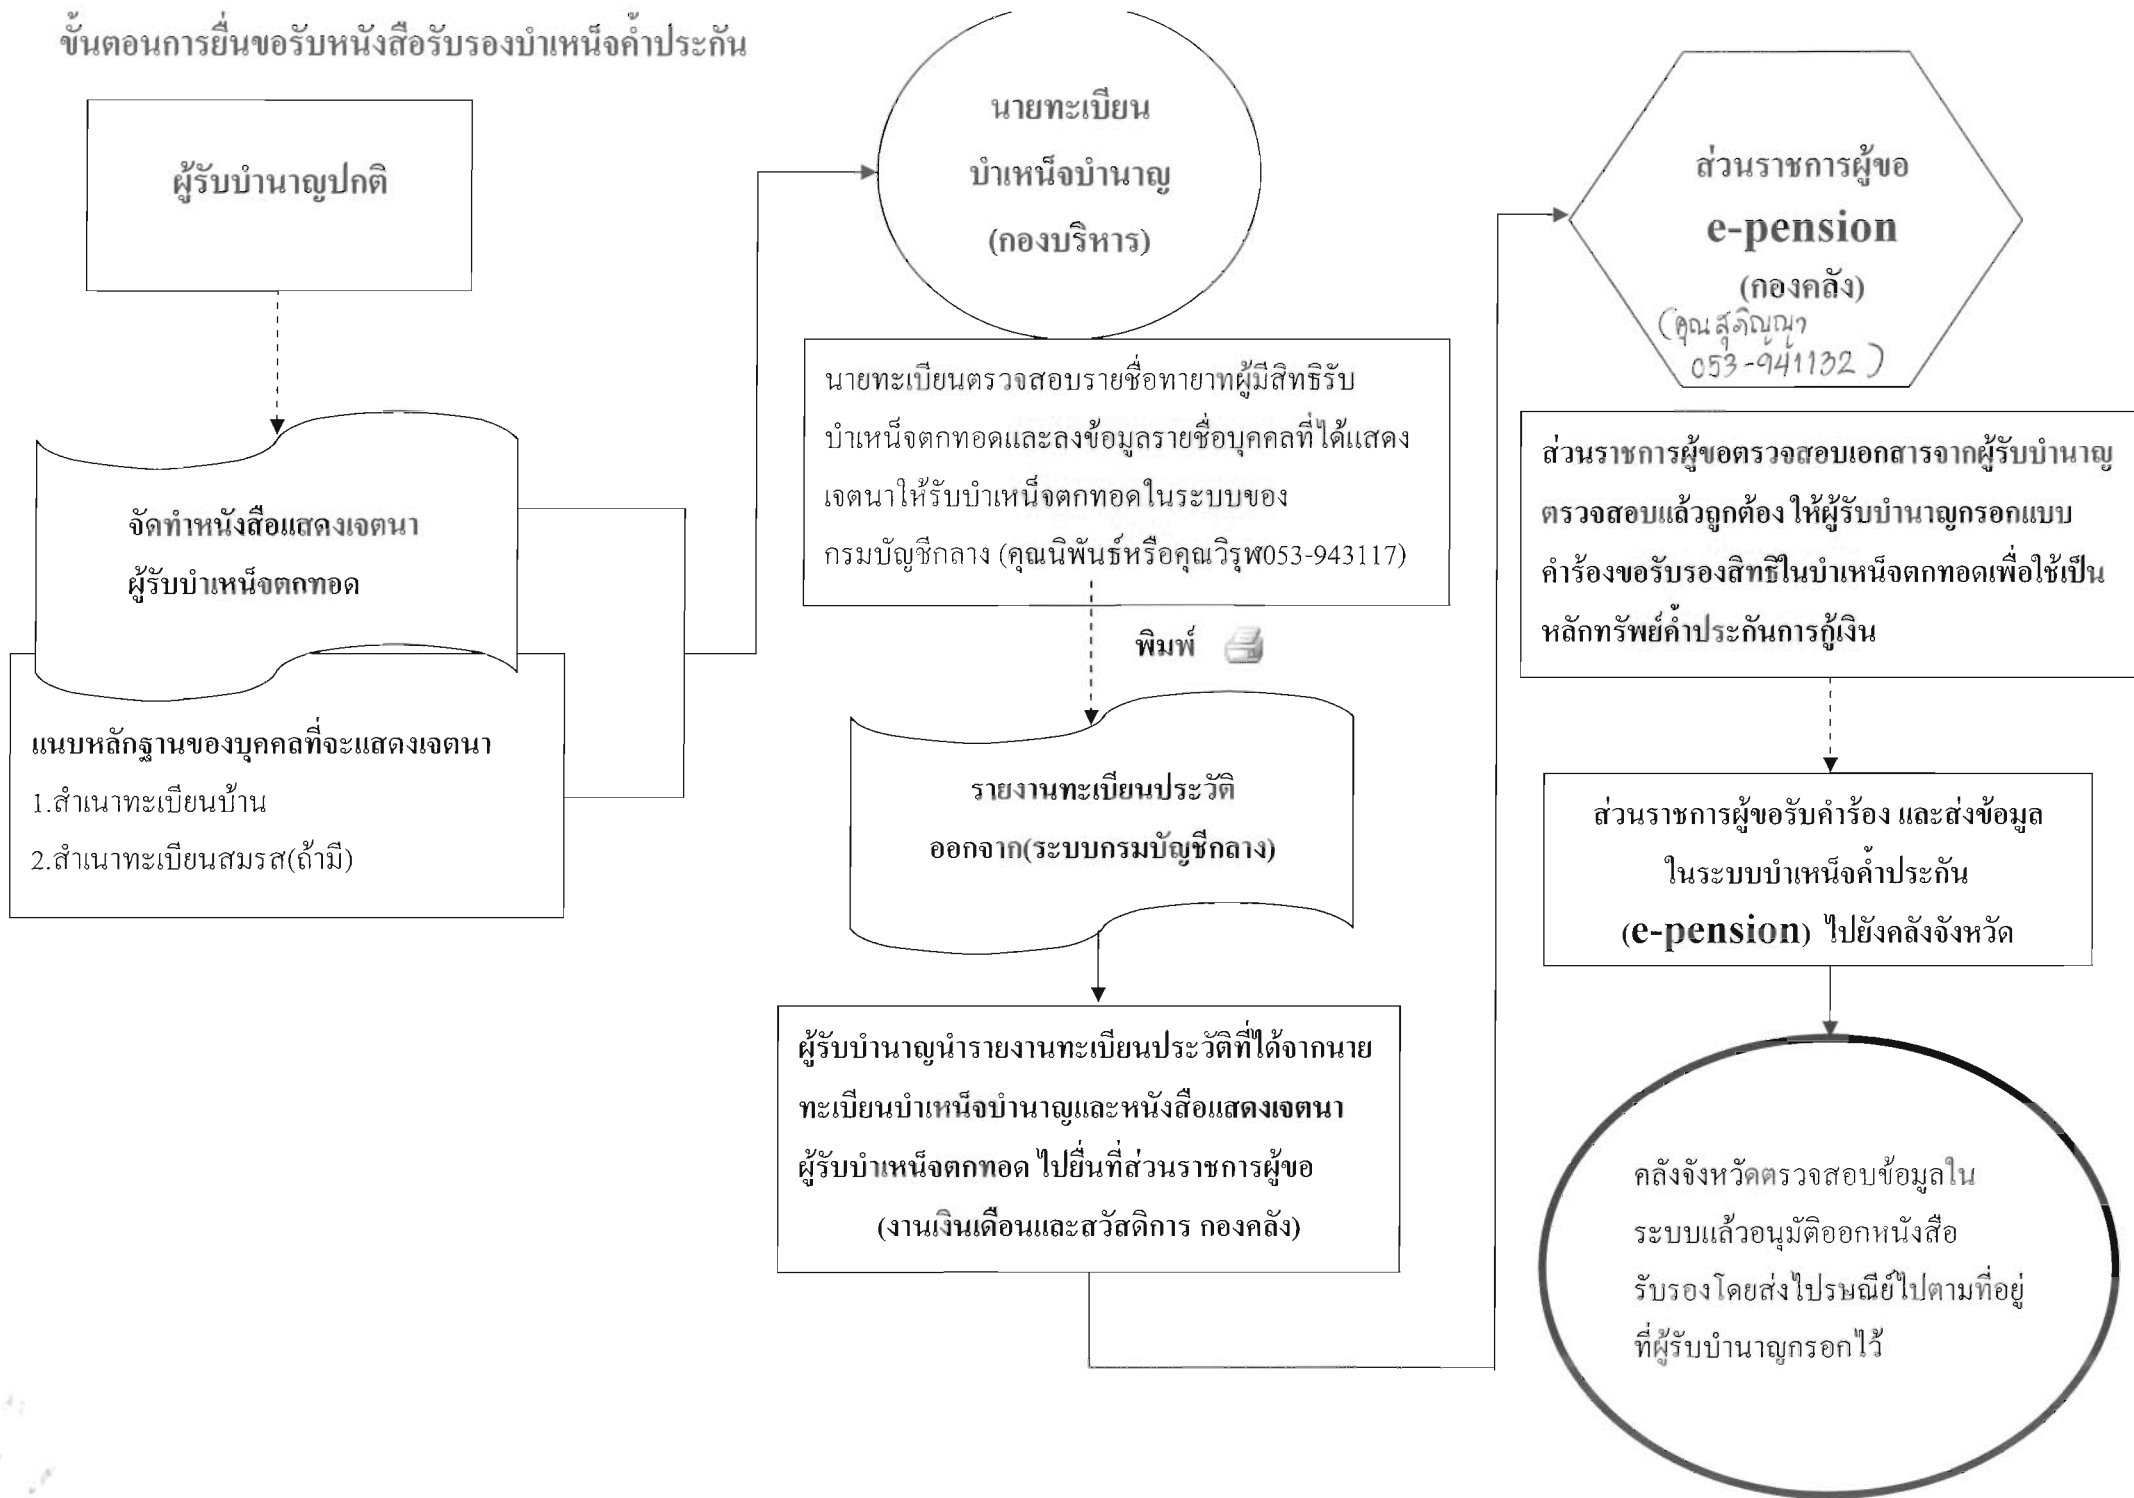 ขั้นตอนการยื่นขอรับหนังสือรับรองบำเหน็จค้ำประกัน
ผู้รับบำนาญปกติ
จัดทำหนังสือแสดงเจตนา
ผู้รับบำเหน็จตกทอด
แนบหลักฐานของบุคคลที่จะแสดงเจตนา
1.สำเนาทะเบียนบ้าน
2.สำเนาทะเบียนสมรส(ถ้ามี)
นายทะเบียน
บำเหน็จบำนาญ
(กองบริหาร)
นายทะเบียนตรวจสอบรายชื่อทายาทผู้มีสิทธิรับ
บำเหน็จตกทอดและลงข้อมูลรายชื่อบุคคลที่ได้แสดง
เจตนาให้รับบำเหน็จตกทอดในระบบของ
กรมบัญชีกลาง (คุณนิพันธ์หรือคุณวิรุฬ053-943117)
พิมพ์
รายงานทะเบียนประวัติ
ออกจาก(ระบบกรมบัญชีกลาง)
ผู้รับบำนาญนำรายงานทะเบียนประวัติที่ได้จากนาย
ทะเบียนบำเหน็จบำนาญและหนังสือแสดงเจตนา
ผู้รับบำเหน็จตกทอด ไปยื่นที่ส่วนราชการผู้ขอ
(งานเงินเดือนและสวัสดิการ กองคลัง)
ส่วนราชการผู้ขอ
e-pension
(กองคลัง)
(คุณสุภิญญา
053-941132)
ส่วนราชการผู้ขอตรวจสอบเอกสารจากผู้รับบำนาญ
ตรวจสอบแล้วถูกต้อง ให้ผู้รับบำนาญกรอกแบบ
คำร้องขอรับรองสิทธิในบำเหน็จตกทอดเพื่อใช้เป็น
หลักทรัพย์ค้ำประกันการกู้เงิน
ส่วนราชการผู้ขอรับคำร้อง และส่งข้อมูล
ในระบบบำเหน็จค้ำประกัน
(e-pension) ไปยังคลังจังหวัด
คลังจังหวัดตรวจสอบข้อมูลใน
ระบบแล้วอนุมัติออกหนังสือ
รับรองโดยส่งไปรษณีย์ไปตามที่อยู่
ที่ผู้รับบำนาญกรอกไว้